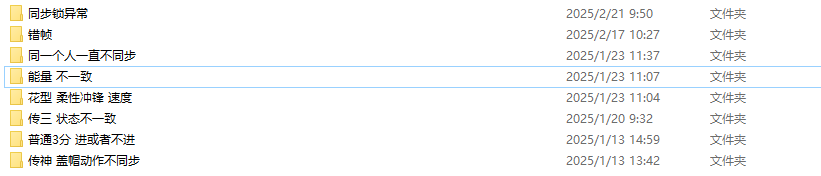 同步锁异常 2025/2/21 9:50 文件夹
错帧 2025/2/17 10:27 文件夹
同一个人一直不同步 2025/1/23 11:37 文件夹
能量 不一致 2025/1/23 11:07 文件夹
花型 柔性冲锋 速度 2025/1/23 11:04 文件夹
传三 状态不一致 2025/1/20 9:32 文件夹
普通3分 进或者不进 2025/1/13 14:59 文件夹
传神 盖帽动作不同步 2025/1/13 13:42 文件夹